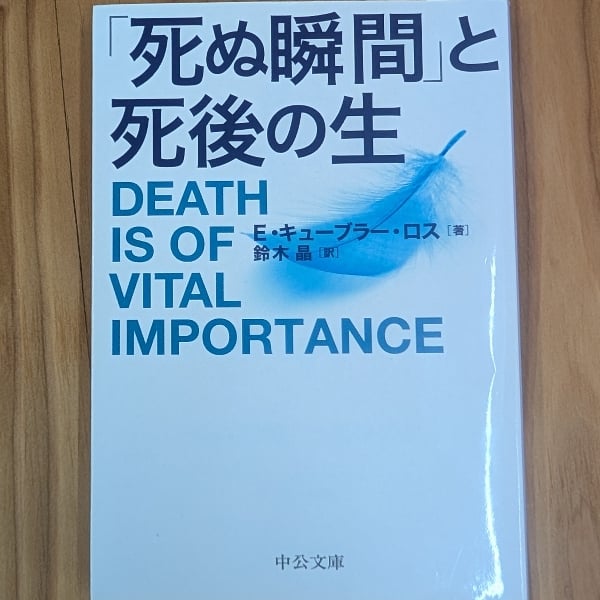 「死ぬ瞬間」と
死後の生
DEATH
IS OF
VITAL
IMPORTANCE
E・キューブラー・ロス［著］
鈴木 晶［訳］
中公文庫